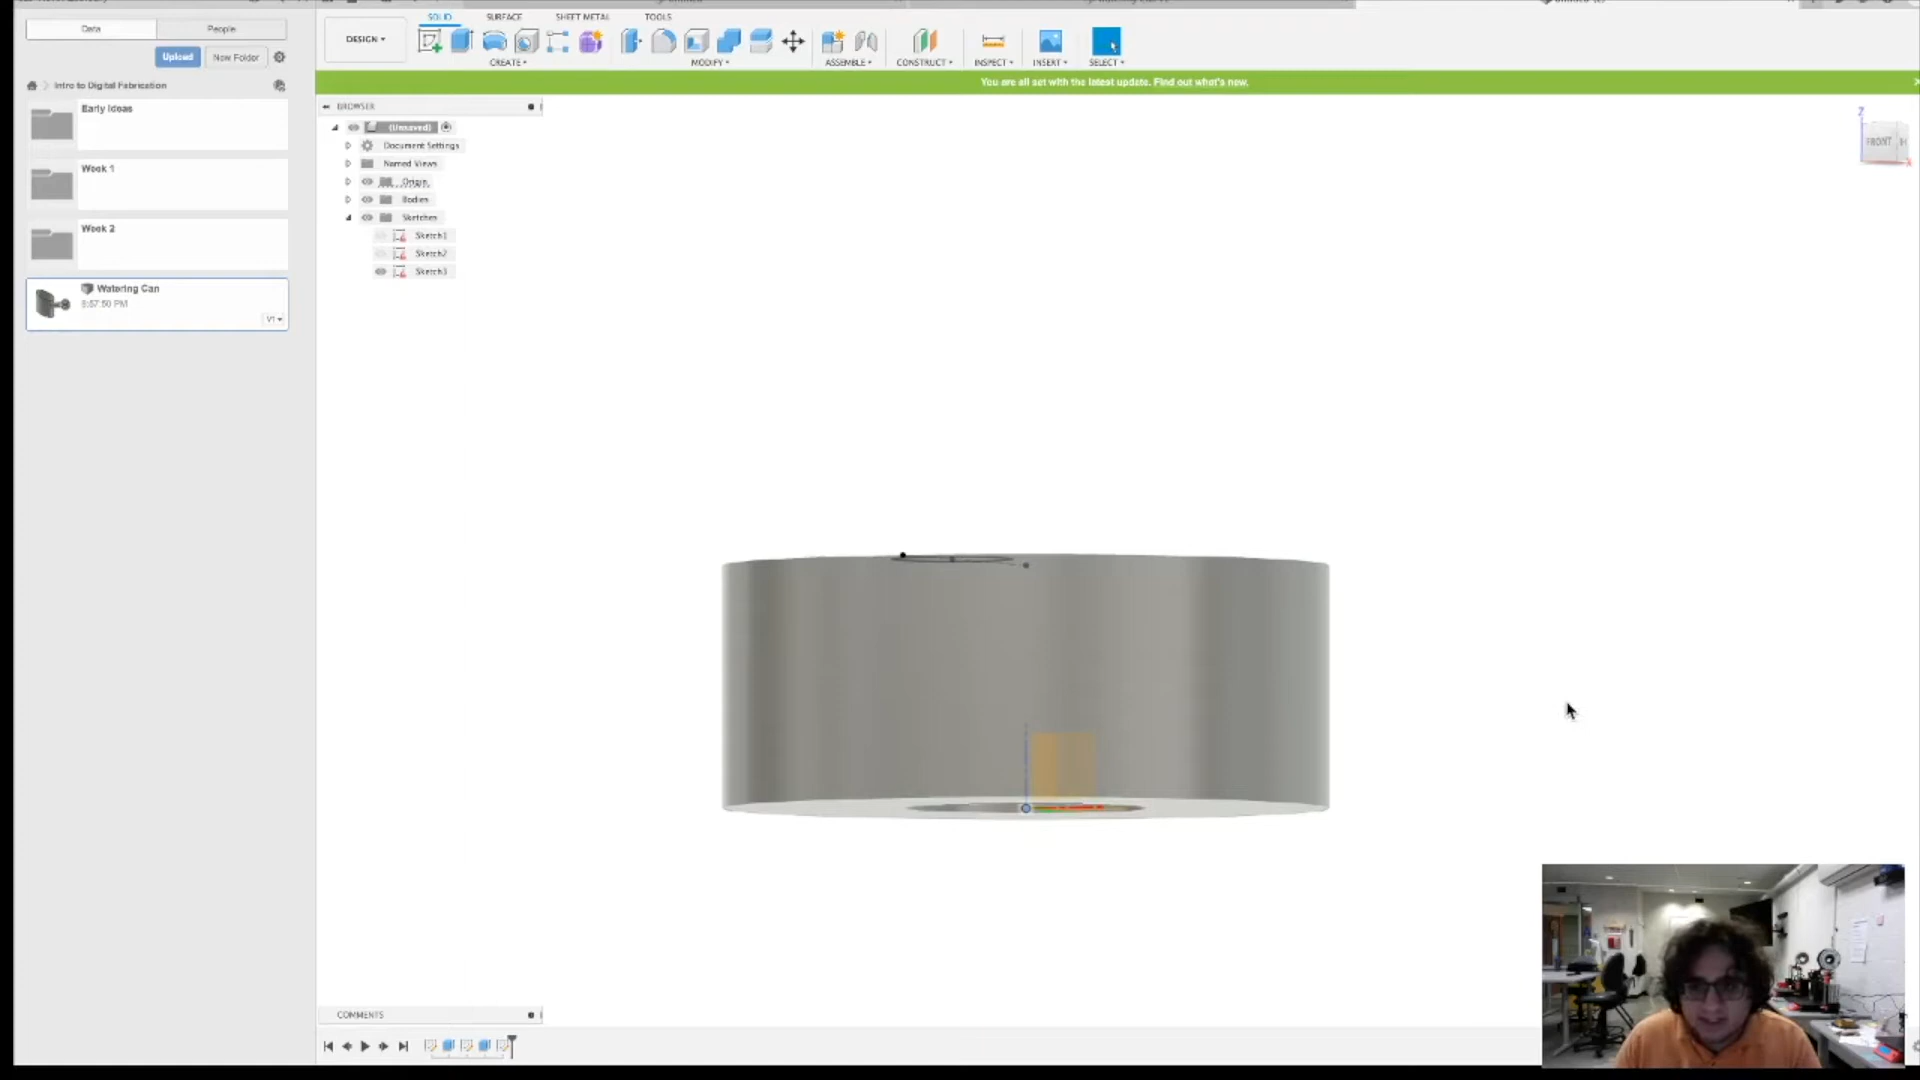 SOLID
SURFACE
SHEET METAL
TOOLS
Data
People
Upload
New Folder
DESIGN
CREATE
MODIFY
ASSEMBLE
CONSTRUCT
INSPECT
INSERT
SELECT
You are all set with the latest update. Find out what's new.
Intro to Digital Fabrication
BROWSER
Early Ideas
(Unsaved)
Document Settings
Named Views
Week 1
Origin
Bodies
Sketches
Week 2
Sketch1
Sketch2
Sketch3
Watering Can
V1
Z
FRONT
X
COMMENTS